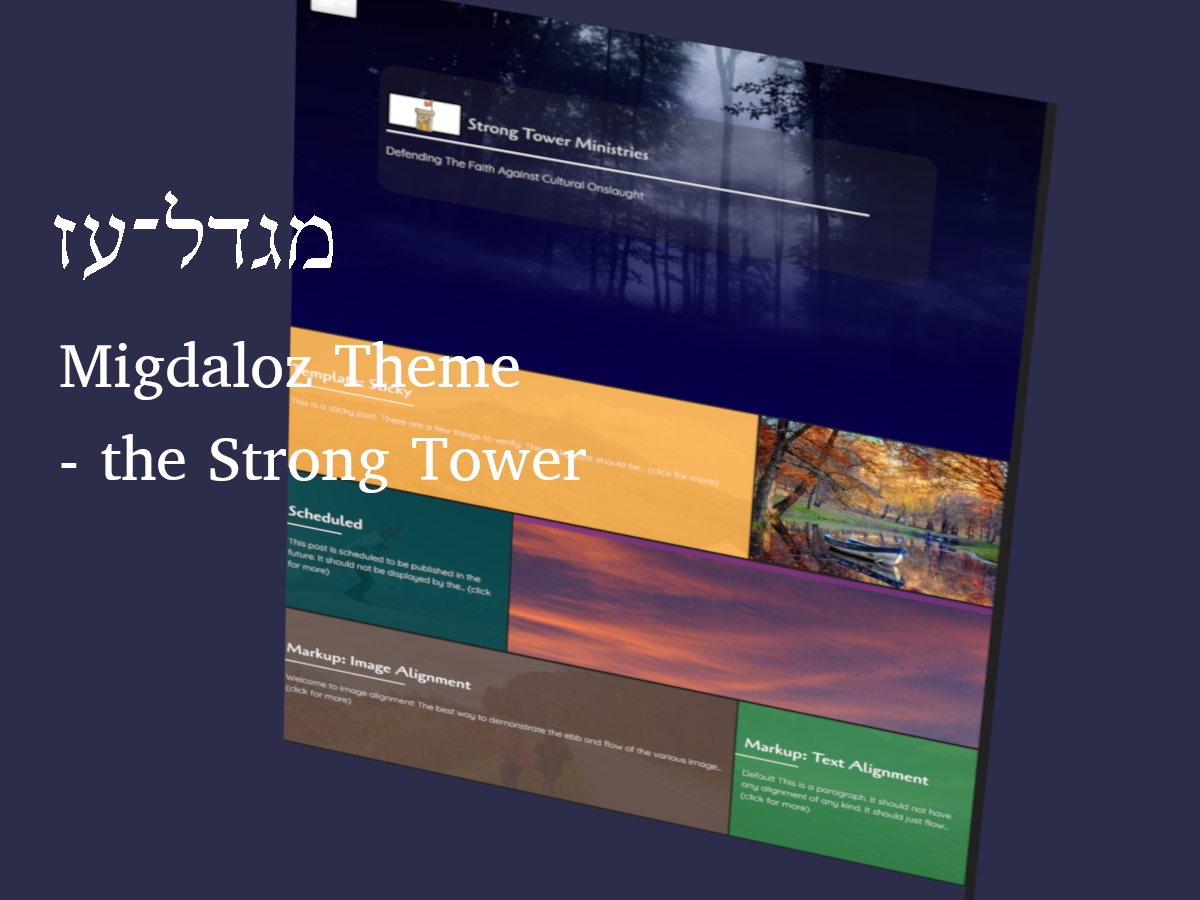 מגדל־עז
Migdaloz Theme
- the Strong Tower
Strong Tower Ministries
Defending The Faith Against Cultural Onslaught
Template: Sticky
This is a sticky post. There are a few things to verify: The post should be... (click for more)
Scheduled
This post is scheduled to be published in the
future. It should not be displayed by the... (click
for more)
Markup: Image Alignment
Welcome to image alignment! The best way to demonstrate the ebb and flow of the various image...
(click for more)
Markup: Text Alignment
Default This is a paragraph. It should not have
any alignment of any kind. It should just flow...
(click for more)